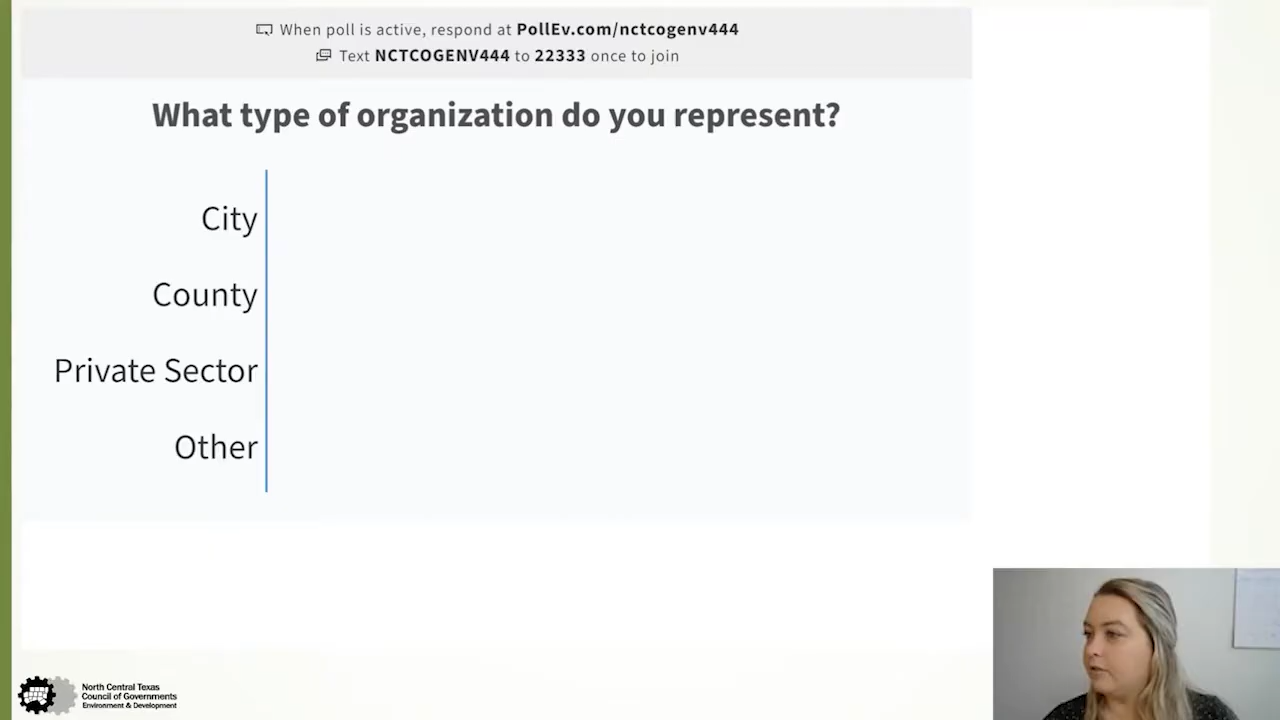 When poll is active, respond at PollEv.com/nctcogenv444
Text NCTCOGENV444 to 22333 once to join
What type of organization do you represent?
City
County
Private Sector
Other
North Central Texas
Council of Governments
Environment & Development